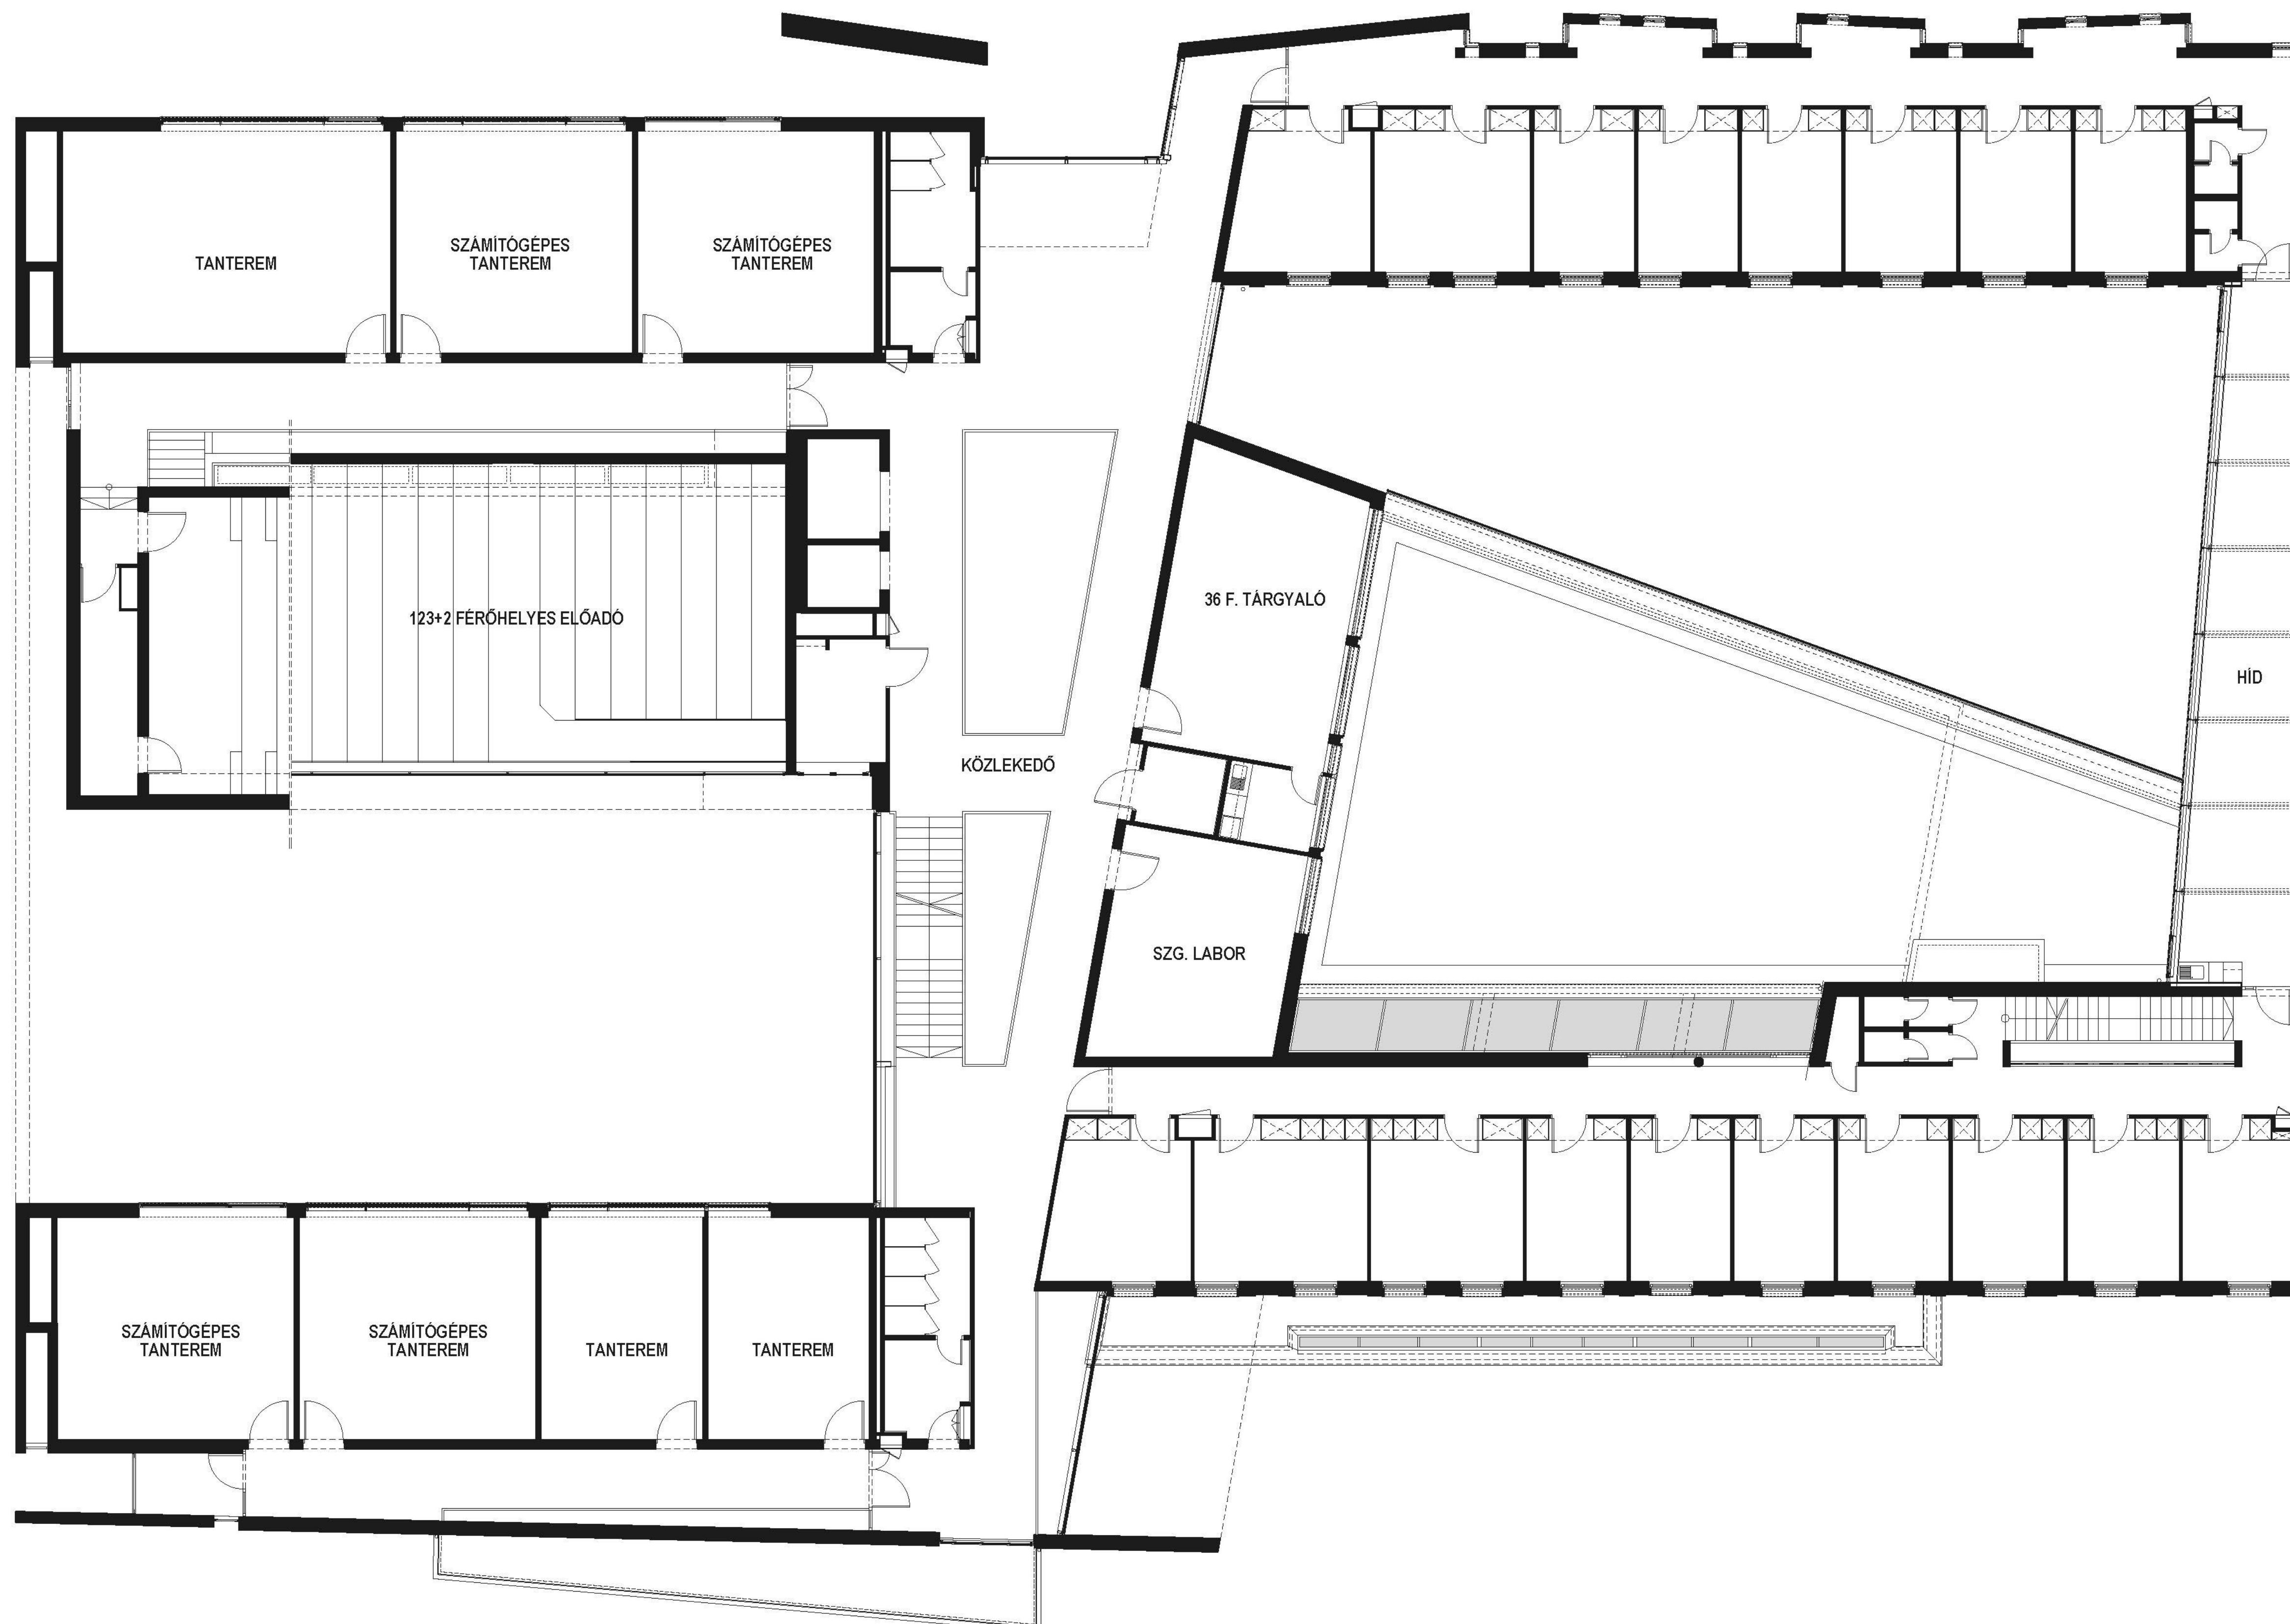 TANTEREM
SZÁMÍTÓGÉPES
TANTEREM
SZÁMÍTÓGÉPES
TANTEREM
123+2 FÉRŐHELYES ELŐADÓ
36 F. TÁRGYALÓ
HÍD
KÖZLEKEDŐ
SZG. LABOR
SZÁMÍTÓGÉPES
TANTEREM
SZÁMÍTÓGÉPES
TANTEREM
TANTEREM
TANTEREM